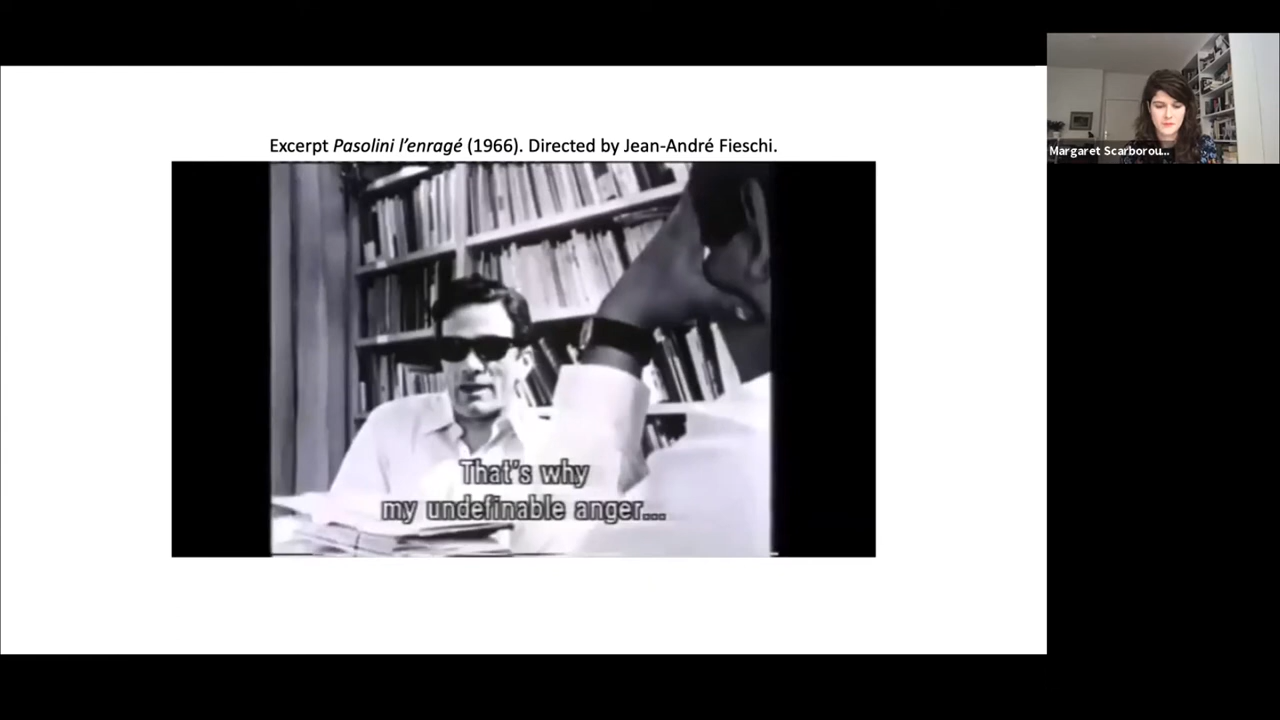 Excerpt Pasolini l’enragé (1966). Directed by Jean-André Fieschi.
That's why
my undefinable anger...
Margaret Scarborou...